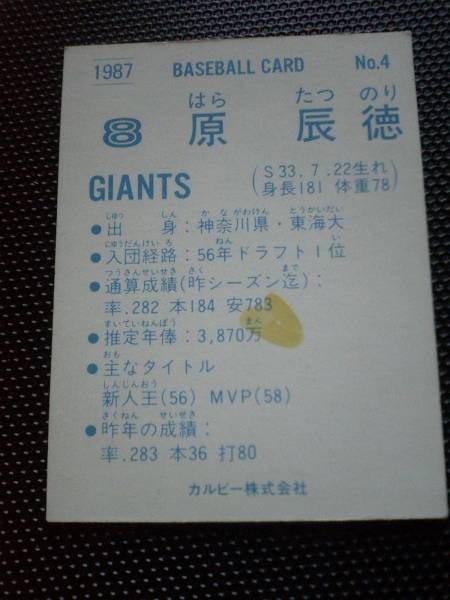 1987 BASEBALL CARD No.4
はら たつ のり
8 原 辰 徳
GIANTS
(S33.7.22生れ
身長181 体重78)
しゅっ しん か な がわけん とうかいだい
●出 身:神奈川県・東海大
にゅうだんけいろ ねん い
●入団経路:56年ドラフト1位
つうさんせいせき さく まで
●通算成績(昨シーズン迄):
率.282 本184 安783
すいていねんぽう まん
●推定年俸:3,870万
おも
●主なタイトル
しんじんおう
新人王(56) MVP(58)
さくねん せいせき
●昨年の成績:
率.283 本36 打80
カルビー株式会社